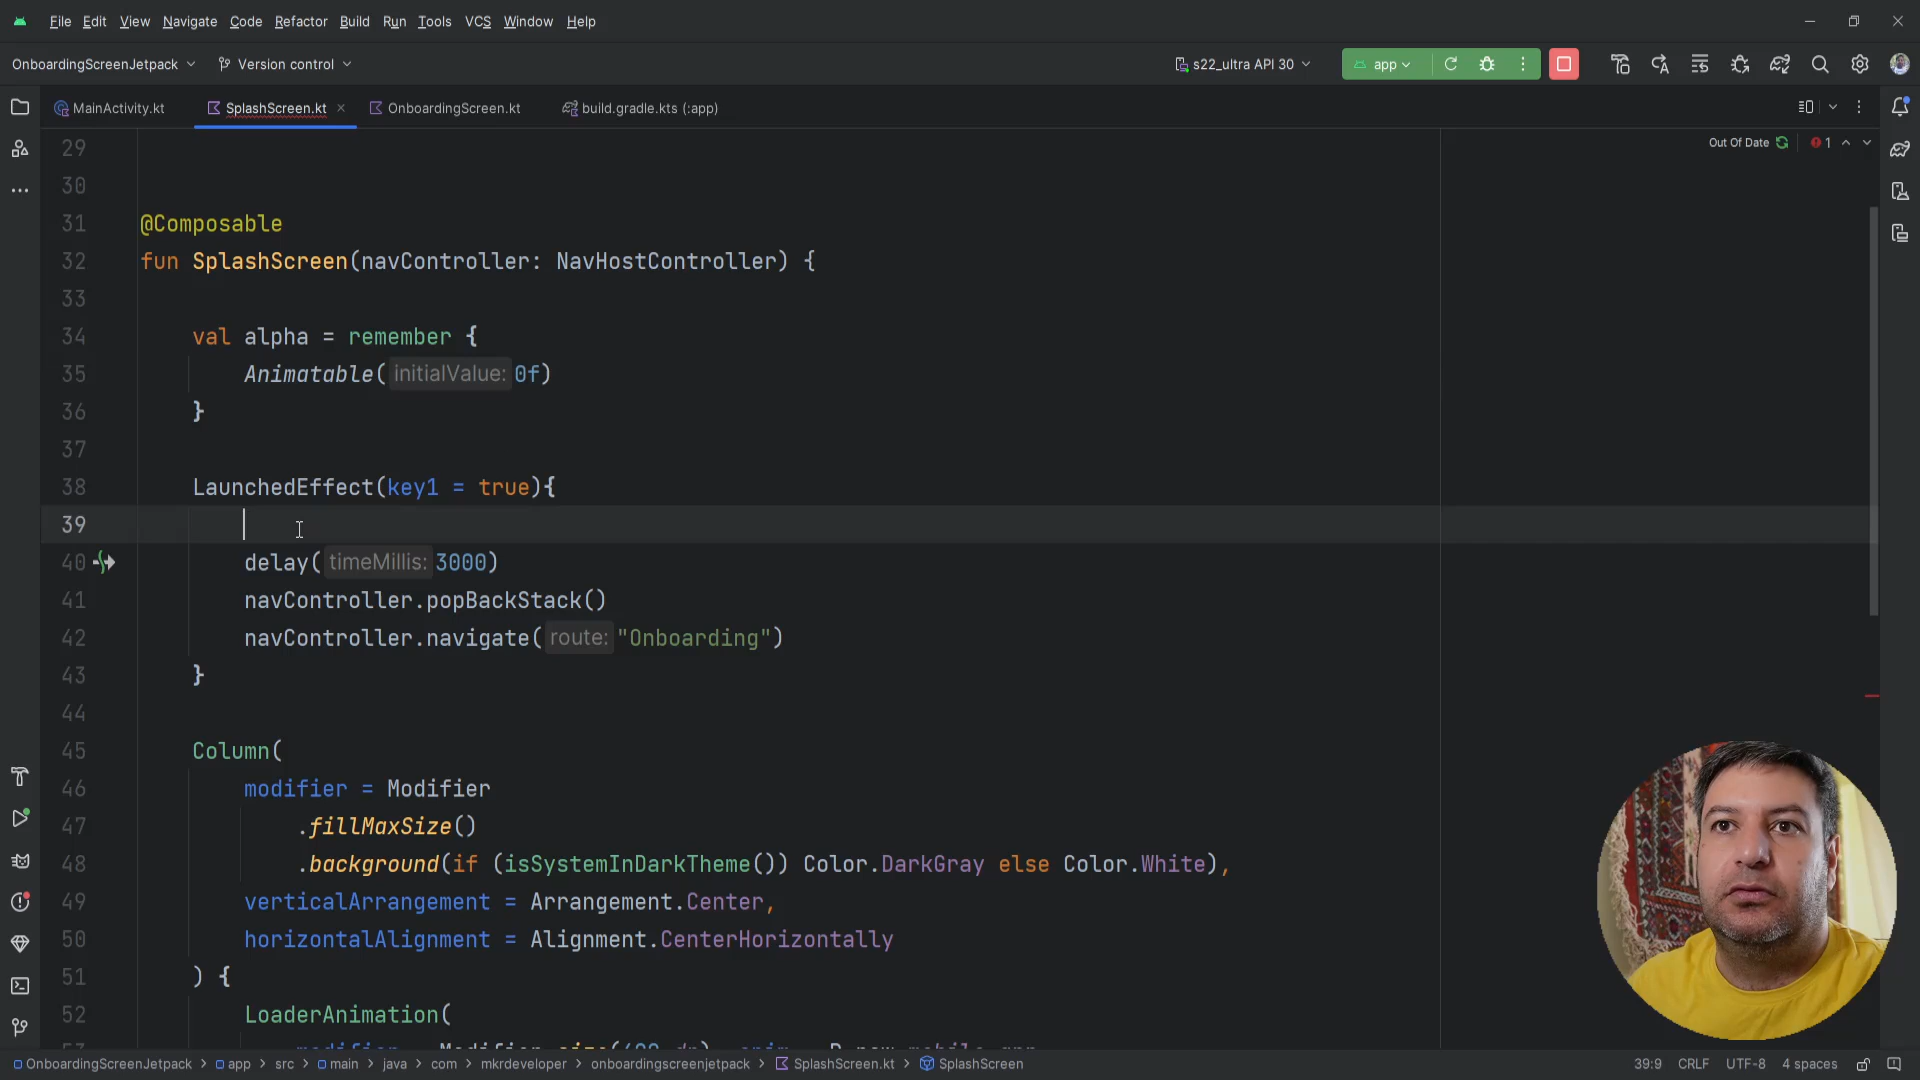 File Edit View Navigate Code Refactor Build Run Tools VCS Window Help
OnboardingScreenJetpack Version control s22_ultra API 30 app
MainActivity.kt SplashScreen.kt OnboardingScreen.kt build.gradle.kts (:app)
Out Of Date 1
29
30
31 @Composable
32 fun SplashScreen(navController: NavHostController) {
33
34 val alpha = remember {
35 Animatable( initialValue: 0f)
36 }
37
38 LaunchedEffect(key1 = true){
39
40 delay( timeMillis: 3000)
41 navController.popBackStack()
42 navController.navigate( route: "Onboarding")
43 }
44
45 Column(
46 modifier = Modifier
47 .fillMaxSize()
48 .background(if (isSystemInDarkTheme()) Color.DarkGray else Color.White),
49 verticalArrangement = Arrangement.Center,
50 horizontalAlignment = Alignment.CenterHorizontally
51 ) {
52 LoaderAnimation(
OnboardingScreenJetpack > app > src > main > java > com > mkrdeveloper > onboardingscreenjetpack > SplashScreen.kt > SplashScreen 39:9 CRLF UTF-8 4 spaces